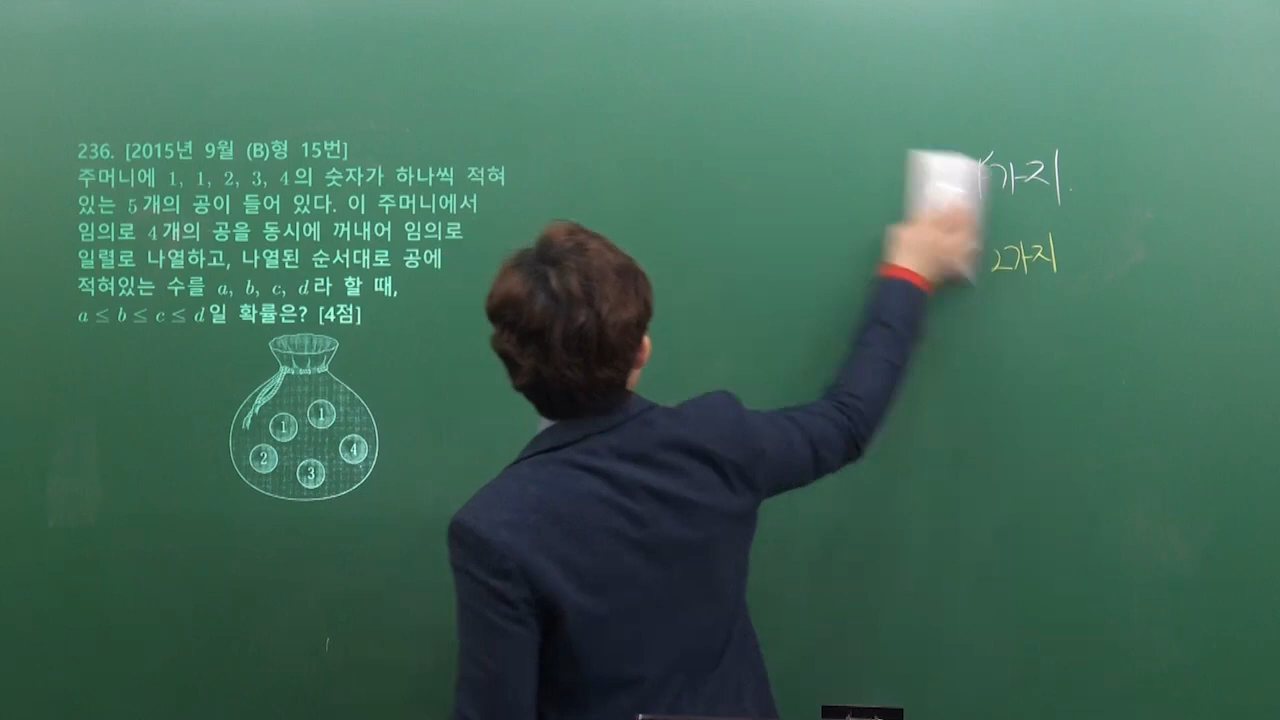 236. [2015년 9월 (B)형 15번]
주머니에 1, 1, 2, 3, 4의 숫자가 하나씩 적혀
있는 5개의 공이 들어 있다. 이 주머니에서
임의로 4개의 공을 동시에 꺼내어 임의로
일렬로 나열하고, 나열된 순서대로 공에
적혀있는 수를 a, b, c, d라 할 때,
a ≤ b ≤ c ≤ d일 확률은? [4점]
1
1
2
4
3
가지
2가지